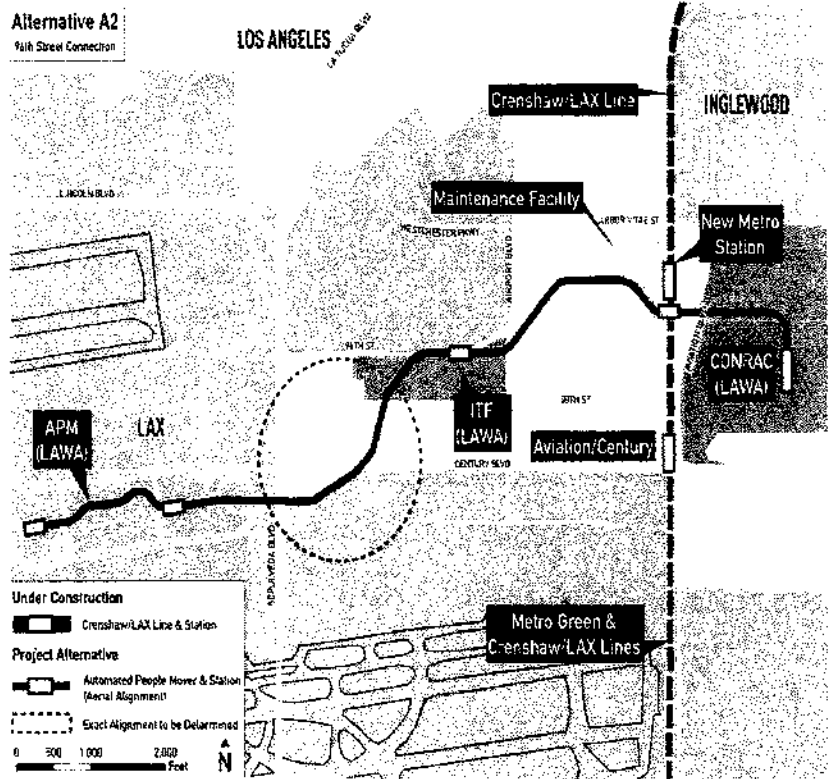 Alternative A2
96th Street Connection
LOS ANGELES
LA TIJERA BLVD
Crenshaw/LAX Line
INGLEWOOD
LINCOLN BLVD
Maintenance Facility
ARBOR VITAE ST
WESTCHESTER PKWY
New Metro
Station
AIRPORT BLVD
96TH ST
CONRAC
(LAWA)
98TH ST
ITF
(LAWA)
APM
(LAWA)
LAX
Aviation/Century
CENTURY BLVD
SEPULVEDA BLVD
Metro Green &
Crenshaw/LAX Lines
Under Construction
Crenshaw/LAX Line & Station
Project Alternative
Automated People Mover & Station
(Aerial Alignment)
Exact Alignment to be Determined
0 500 1,000 2,000
Feet
N